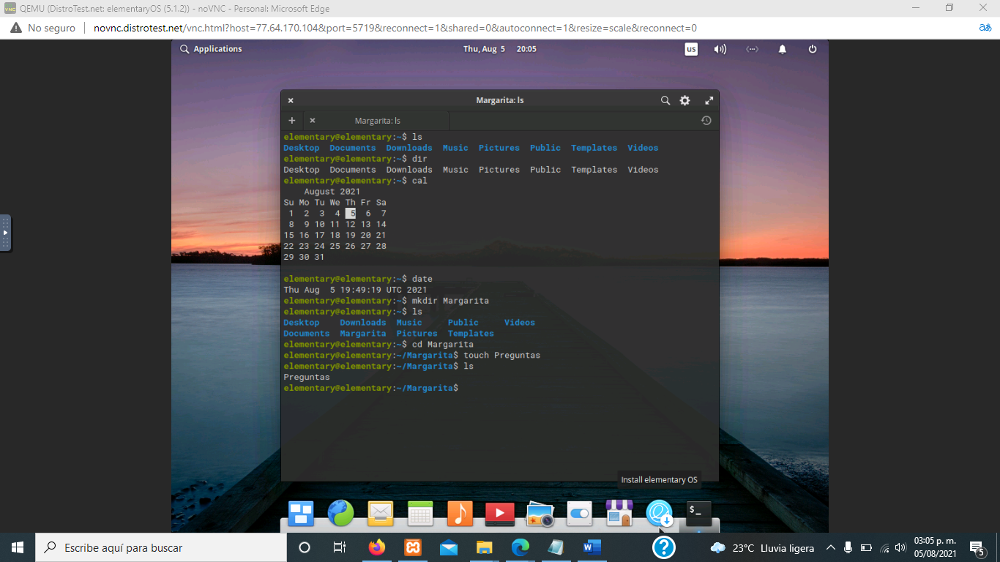 QEMU (DistroTest.net: elementaryOS (5.1.2)) - noVNC - Personal: Microsoft Edge
No seguro
novnc.distrotest.net/vnc.html?host=77.64.170.104&port=5719&reconnect=1&shared=0&autoconnect=1&resize=scale&reconnect=0
Applications
Thu, Aug 5 20:05
us
Margarita: ls
Margarita: ls
elementary@elementary:~$ ls
Desktop Documents Downloads Music Pictures Public Templates Videos
elementary@elementary:~$ dir
Desktop Documents Downloads Music Pictures Public Templates Videos
elementary@elementary:~$ cal
August 2021
Su Mo Tu We Th Fr Sa
1 2 3 4 5 6 7
8 9 10 11 12 13 14
15 16 17 18 19 20 21
22 23 24 25 26 27 28
29 30 31
elementary@elementary:~$ date
Thu Aug 5 19:49:19 UTC 2021
elementary@elementary:~$ mkdir Margarita
elementary@elementary:~$ ls
Desktop Downloads Music Public Videos
Documents Margarita Pictures Templates
elementary@elementary:~$ cd Margarita
elementary@elementary:~/Margarita$ touch Preguntas
elementary@elementary:~/Margarita$ ls
Preguntas
elementary@elementary:~/Margarita$
Install elementary OS
$_
Escribe aquí para buscar
23°C Lluvia ligera
03:05 p. m.
05/08/2021
5